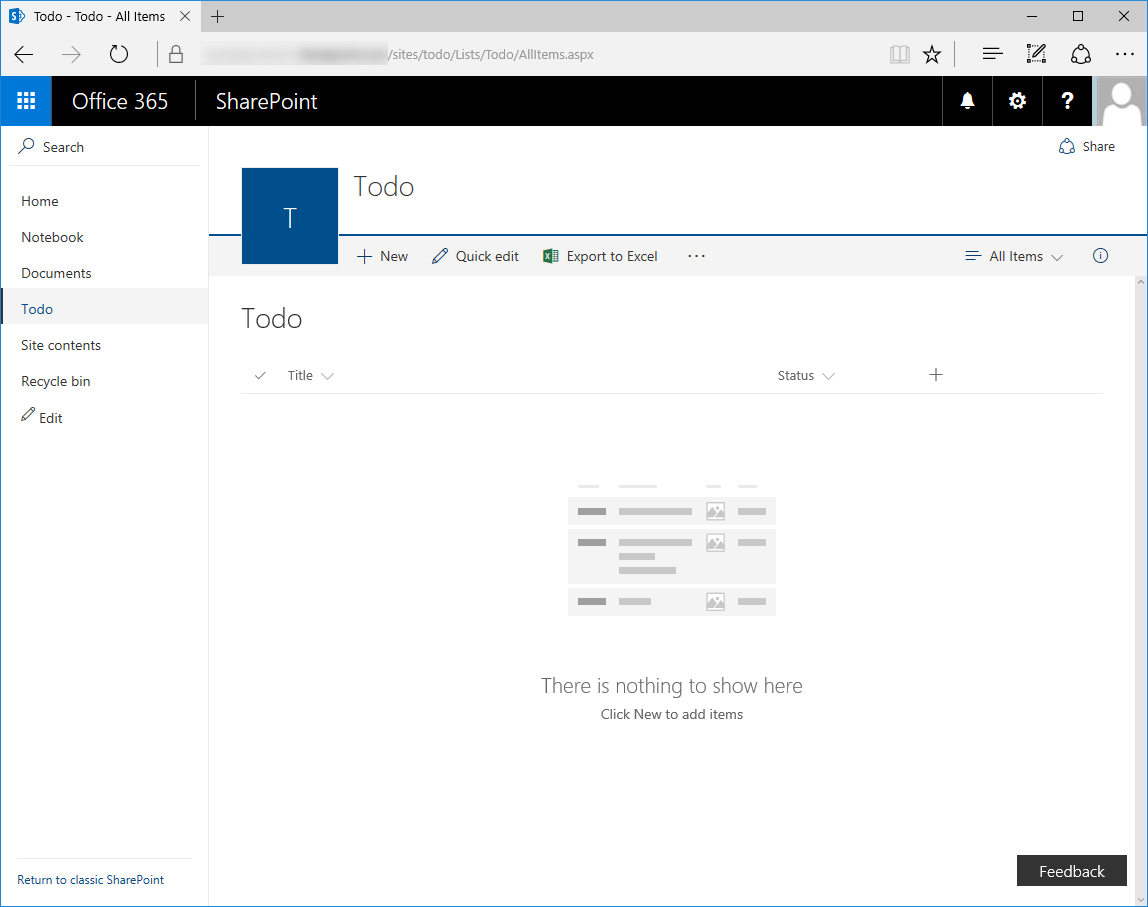 Todo - Todo - All Items
/sites/todo/Lists/Todo/AllItems.aspx
Office 365
SharePoint
Search
Share
Home
Notebook
Documents
Todo
Site contents
Recycle bin
Edit
T
Todo
New
Quick edit
Export to Excel
All Items
Todo
Title
Status
There is nothing to show here
Click New to add items
Return to classic SharePoint
Feedback